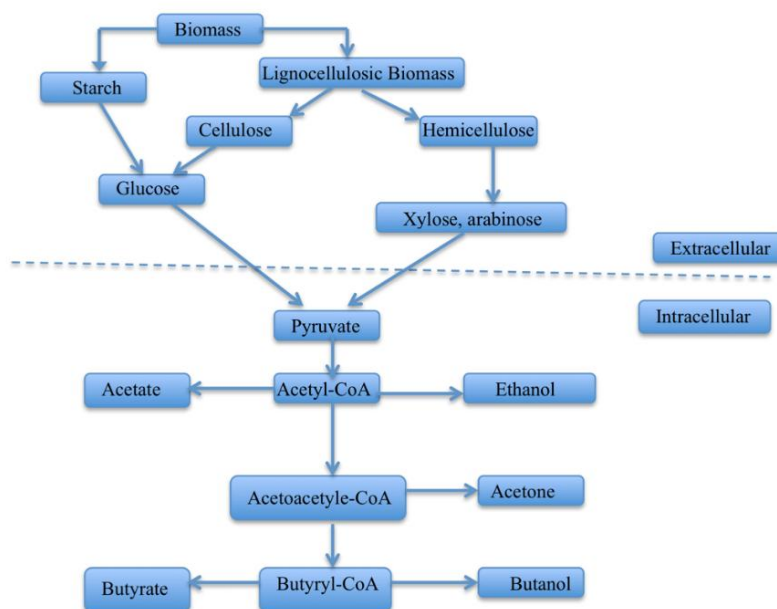 Biomass
Lignocellulosic Biomass
Starch
Cellulose
Hemicellulose
Glucose
Xylose, arabinose
Extracellular
Intracellular
Pyruvate
Acetate
Acetyl-CoA
Ethanol
Acetoacetyle-CoA
Acetone
Butyrate
Butyryl-CoA
Butanol